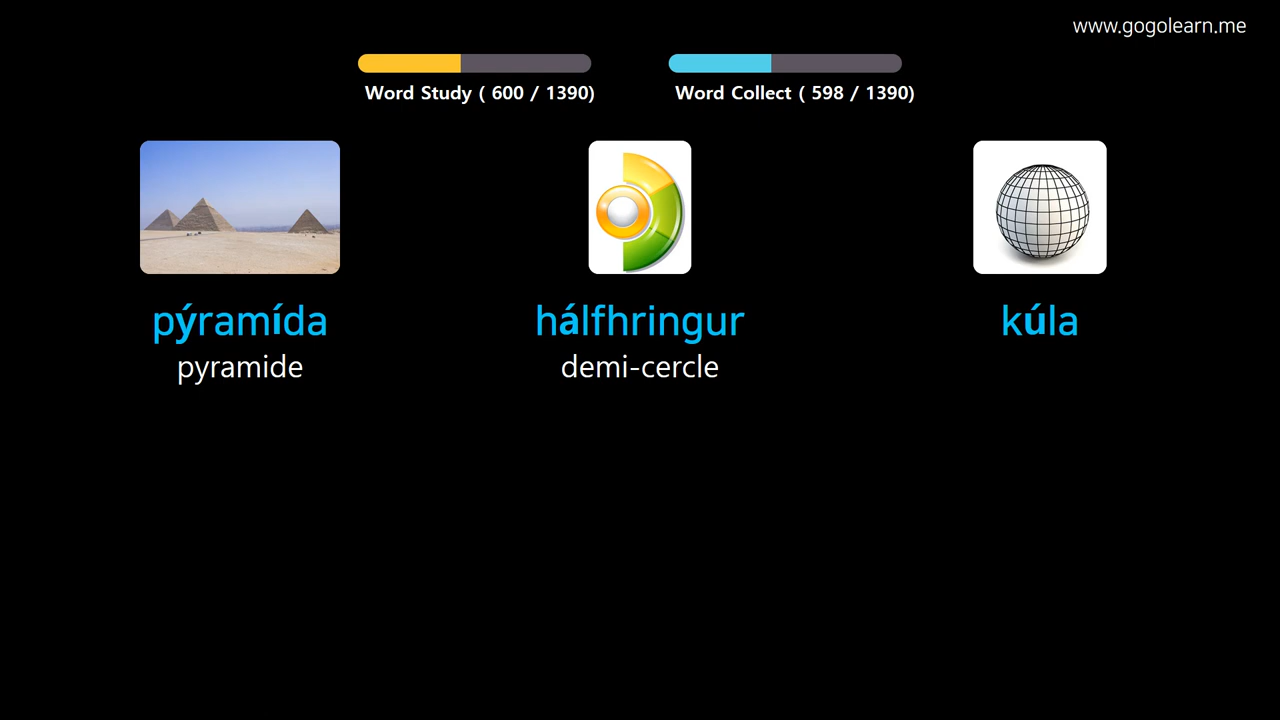 www.gogolearn.me
Word Study ( 600 / 1390)
Word Collect ( 598 / 1390)
pýramída
pyramide
hálfhringur
demi-cercle
kúla